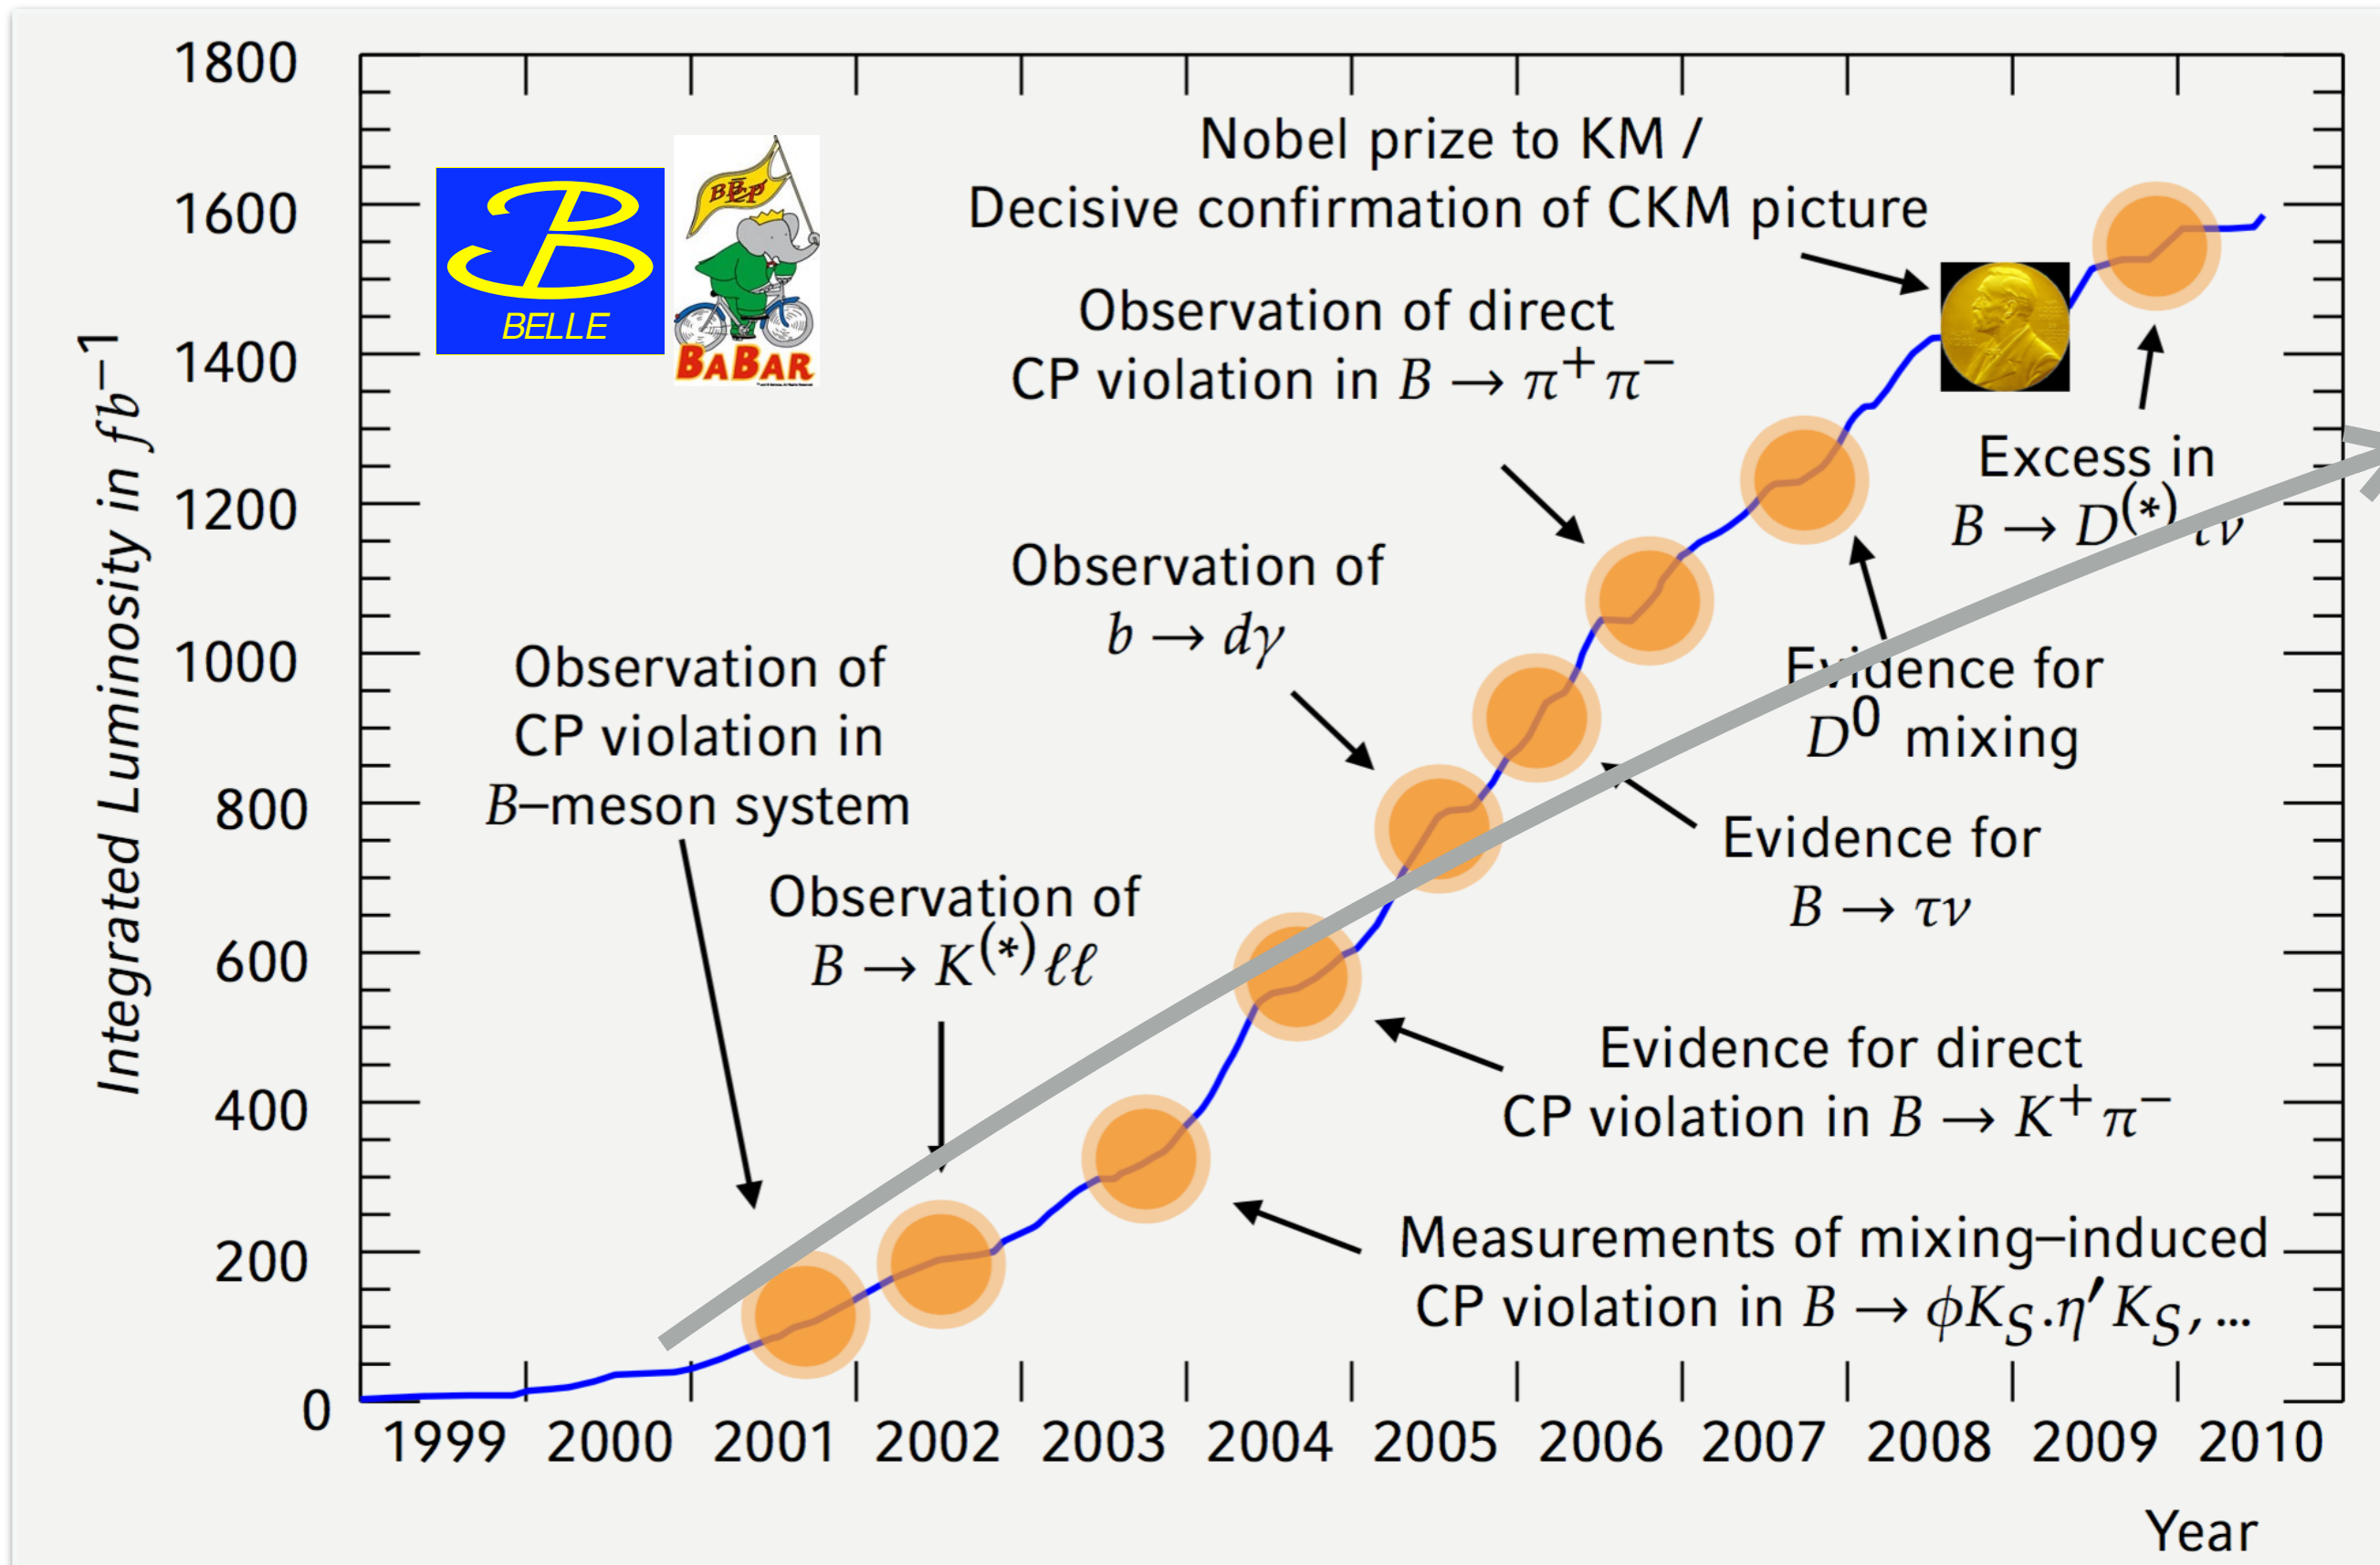 1800
1600
1400
1200
1000
800
600
400
200
0
Integrated Luminosity in fb⁻¹
BELLE
BABAR
Nobel prize to KM /
Decisive confirmation of CKM picture
Observation of direct
CP violation in B → π⁺π⁻
Excess in
B → D⁽*⁾τν
Observation of
b → dγ
Evidence for
D⁰ mixing
Observation of
CP violation in
B–meson system
Evidence for
B → τν
Observation of
B → K⁽*⁾ℓℓ
Evidence for direct
CP violation in B → K⁺π⁻
Measurements of mixing–induced
CP violation in B → ϕK_S.η′K_S, ...
1999 2000 2001 2002 2003 2004 2005 2006 2007 2008 2009 2010
Year